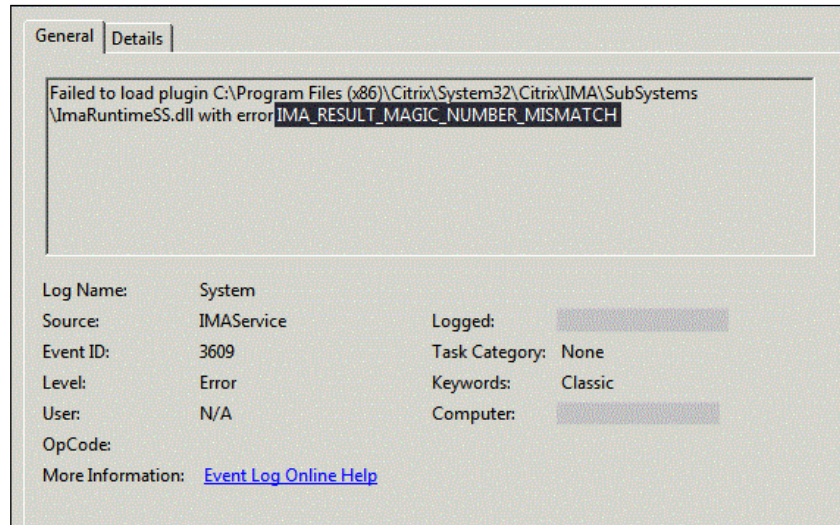 General Details
Failed to load plugin C:\Program Files (x86)\Citrix\System32\Citrix\IMA\SubSystems
\ImaRuntimeSS.dll with error IMA_RESULT_MAGIC_NUMBER_MISMATCH
Log Name: System
Source: IMAService Logged:
Event ID: 3609 Task Category: None
Level: Error Keywords: Classic
User: N/A Computer:
OpCode:
More Information: Event Log Online Help